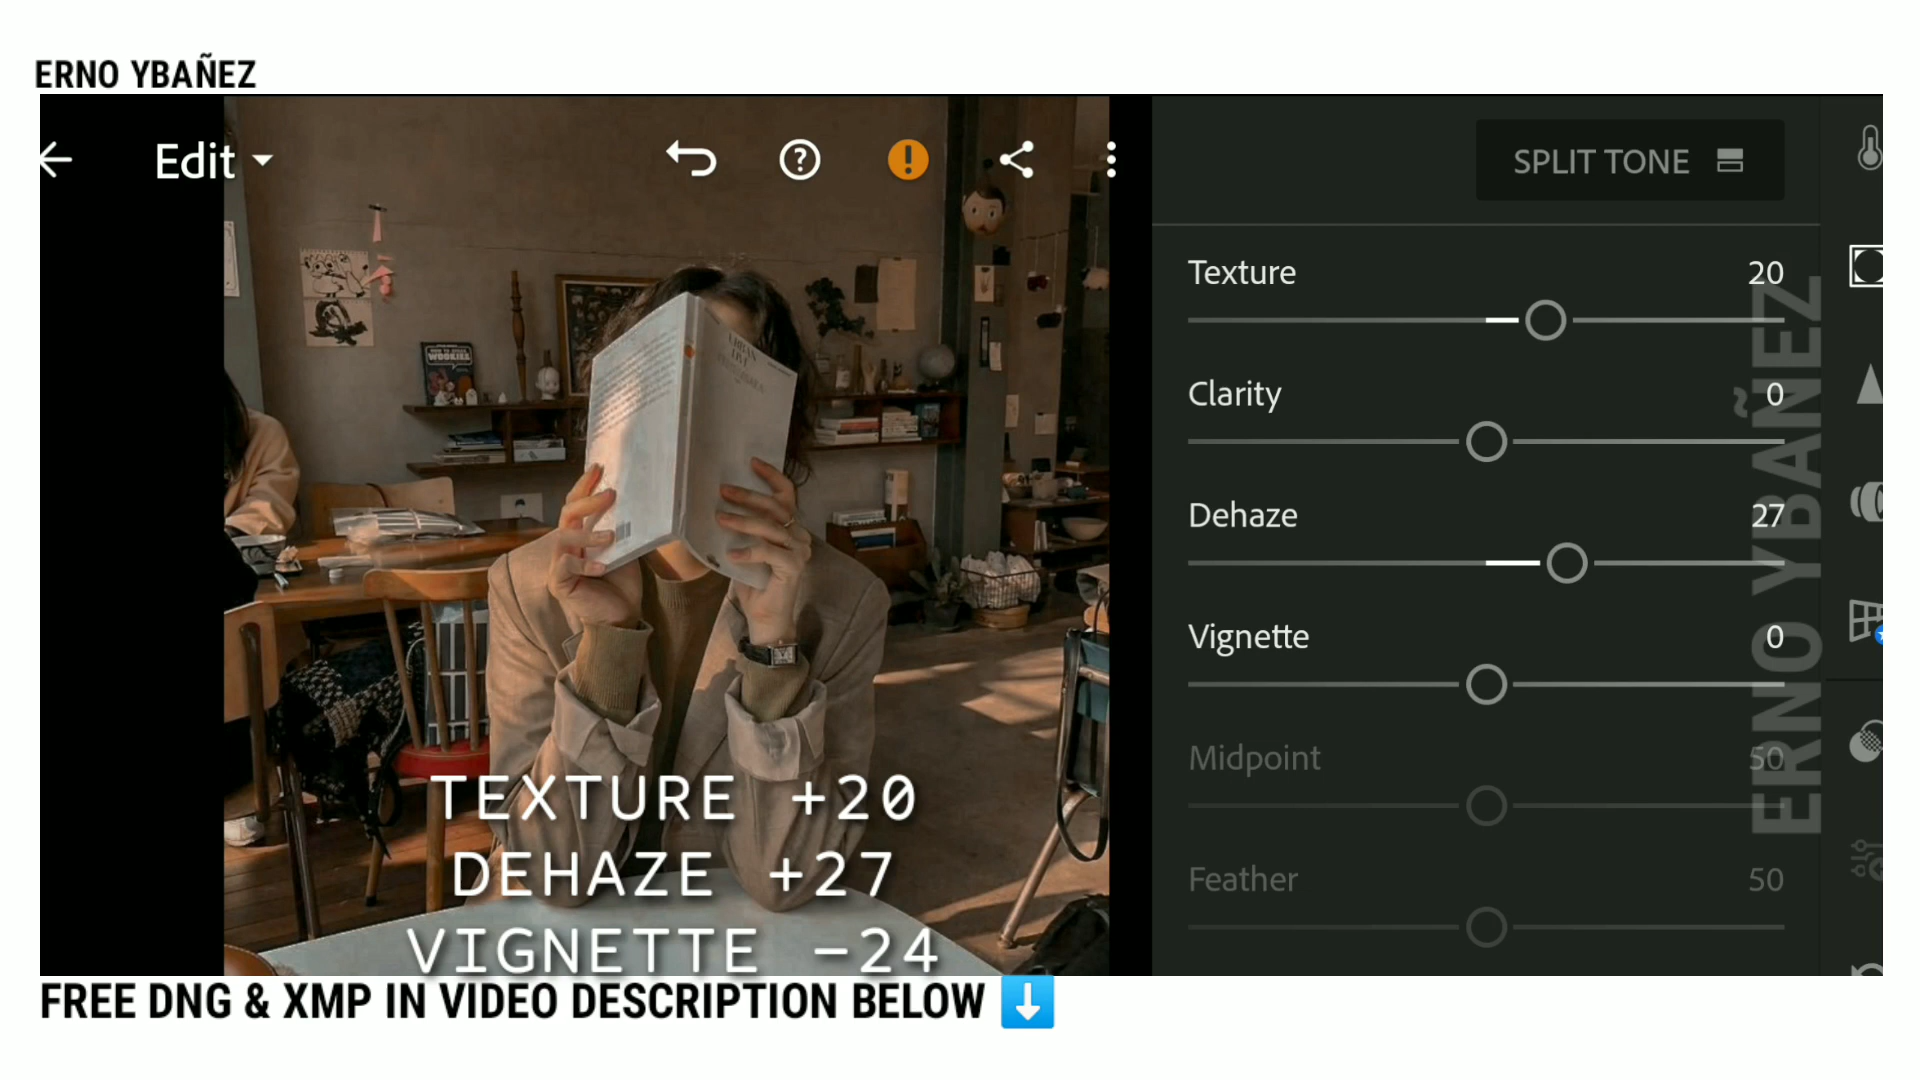 ERNO YBAÑEZ
Edit
SPLIT TONE
Texture 20
Clarity 0
Dehaze 27
Vignette 0
Midpoint 50
Feather 50
ERNO YBAÑEZ
WOOKIEES
TEXTURE +20
DEHAZE +27
VIGNETTE -24
FREE DNG & XMP IN VIDEO DESCRIPTION BELOW